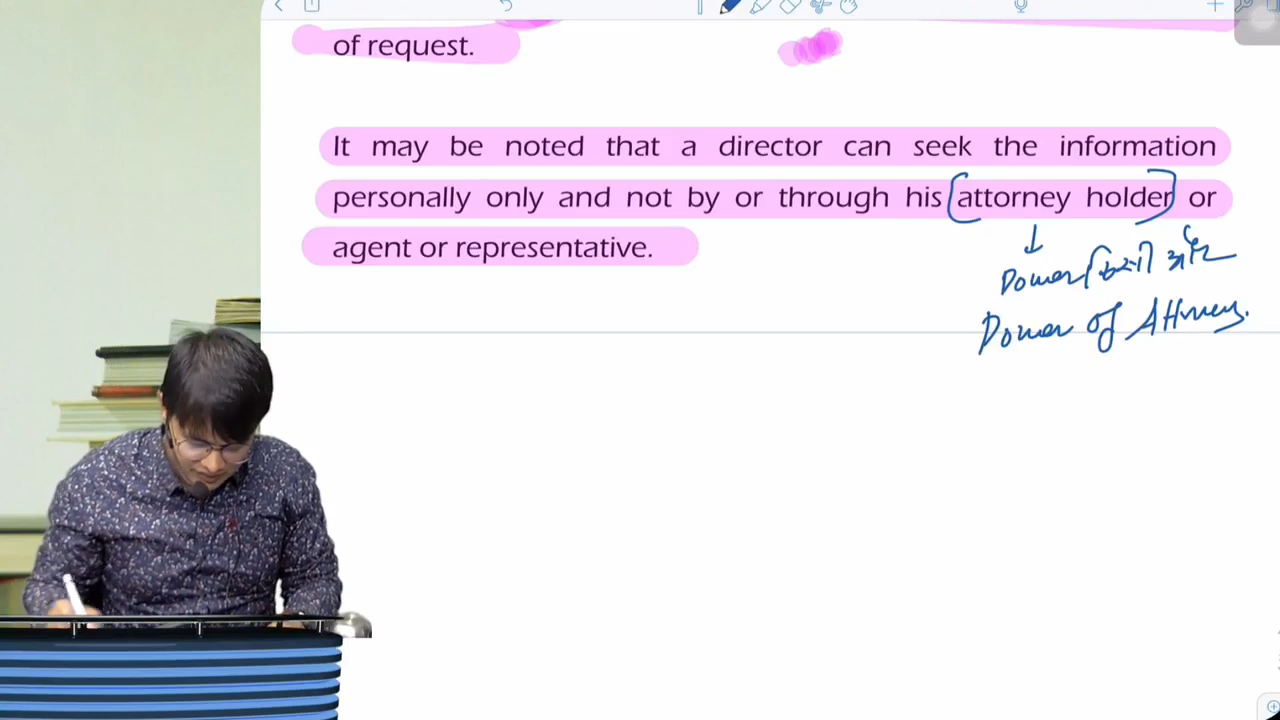 of request.
It may be noted that a director can seek the information
personally only and not by or through his [attorney holder] or
agent or representative.
Power
Power of Attorney.